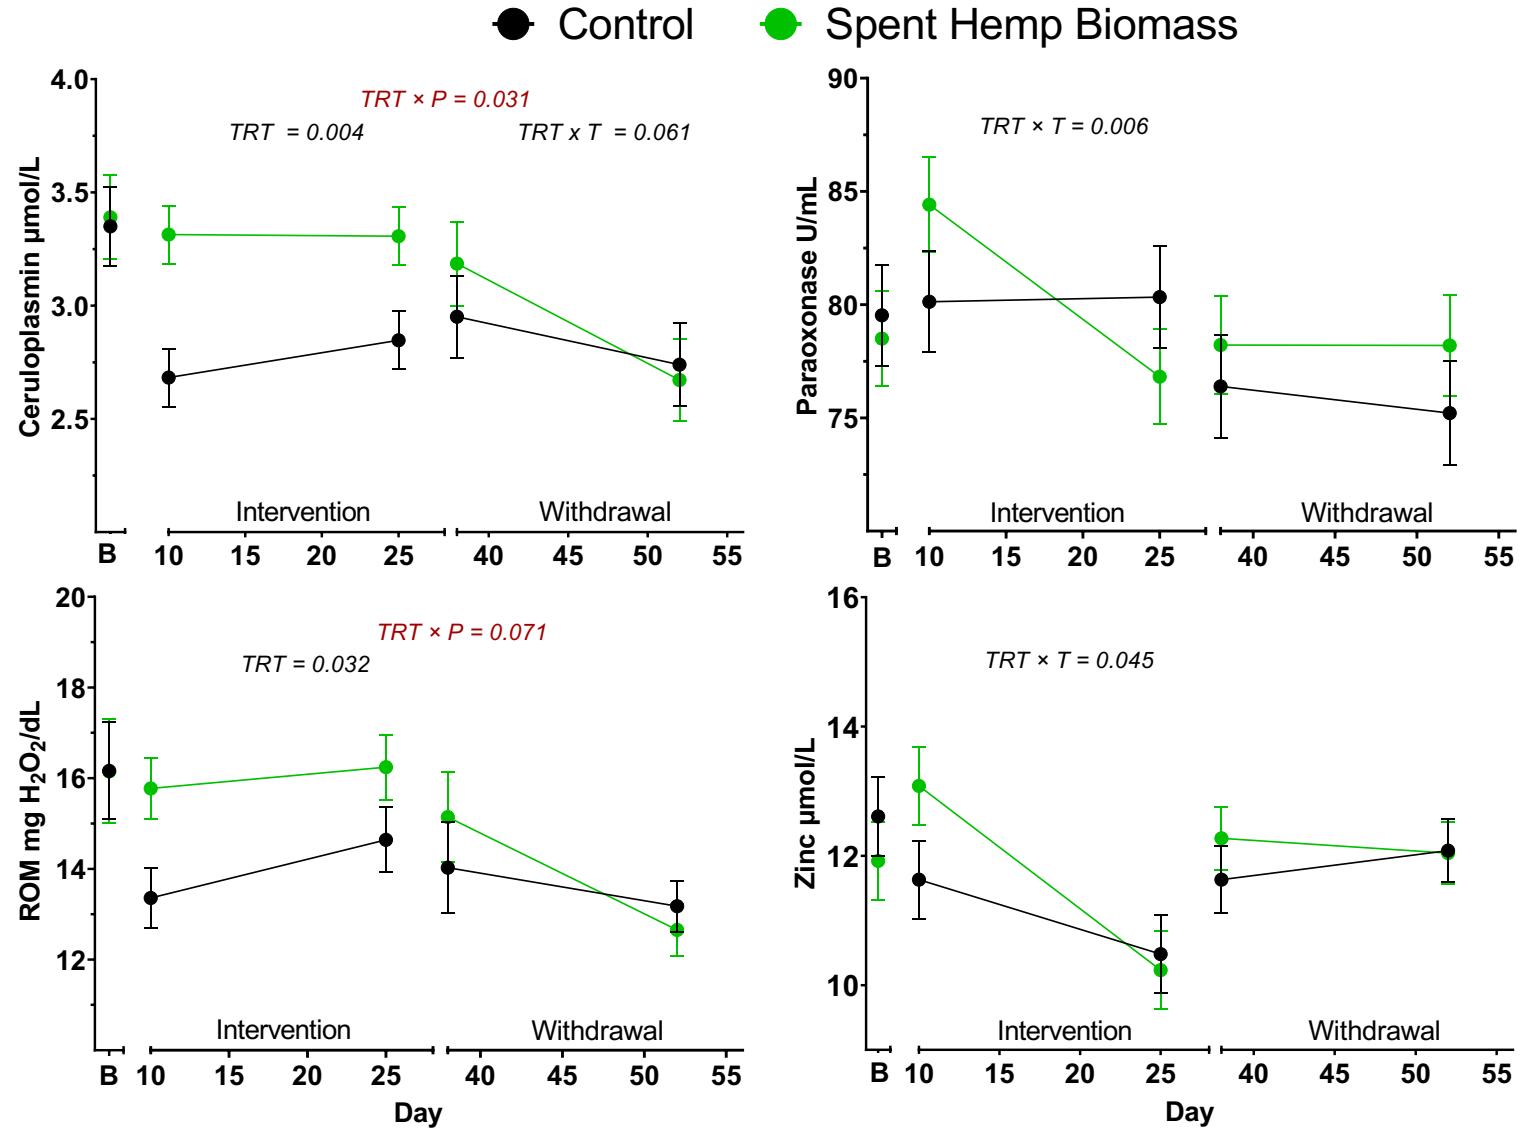 Control Spent Hemp Biomass
4.0
3.5
3.0
2.5
Ceruloplasmin µmol/L
TRT × P = 0.031
TRT = 0.004
TRT x T = 0.061
Intervention
Withdrawal
B 10 15 20 25 40 45 50 55
90
85
80
75
Paraoxonase U/mL
TRT × T = 0.006
Intervention
Withdrawal
B 10 15 20 25 40 45 50 55
20
18
16
14
12
ROM mg H₂O₂/dL
TRT × P = 0.071
TRT = 0.032
Intervention
Withdrawal
B 10 15 20 25 40 45 50 55
Day
16
14
12
10
Zinc µmol/L
TRT × T = 0.045
Intervention
Withdrawal
B 10 15 20 25 40 45 50 55
Day